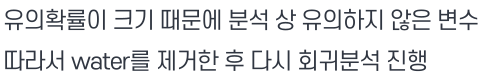 유의확률이 크기 때문에 분석 상 유의하지 않은 변수
따라서 water를 제거한 후 다시 회귀분석 진행